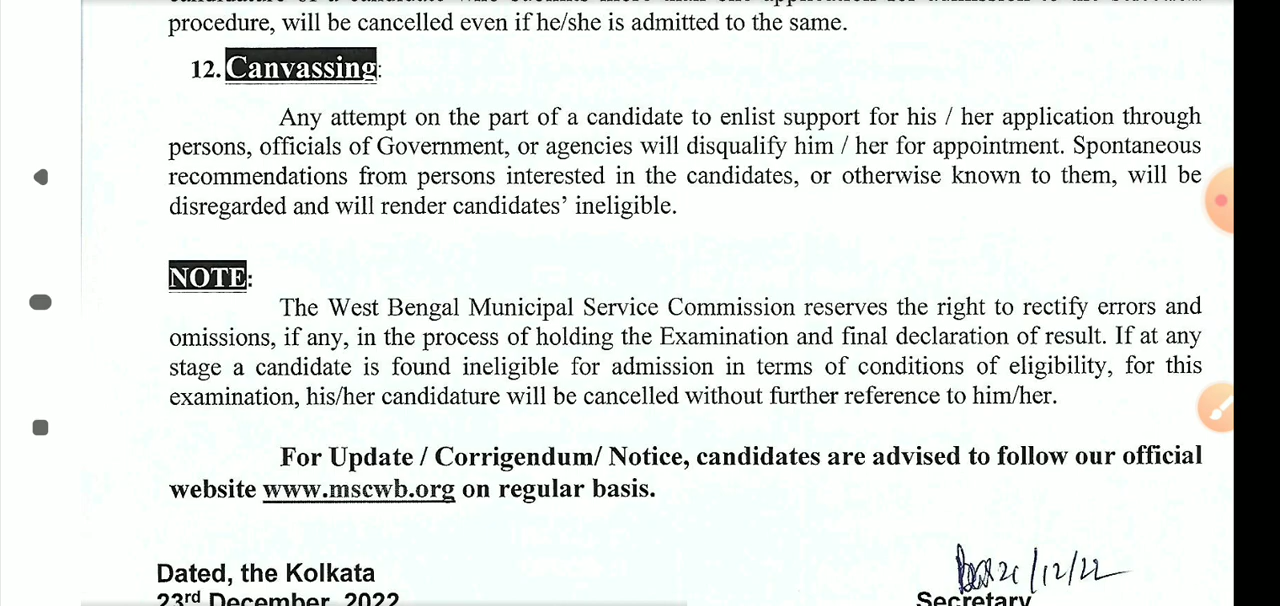 procedure, will be cancelled even if he/she is admitted to the same.
12. Canvassing:
Any attempt on the part of a candidate to enlist support for his / her application through
persons, officials of Government, or agencies will disqualify him / her for appointment. Spontaneous
recommendations from persons interested in the candidates, or otherwise known to them, will be
disregarded and will render candidates’ ineligible.
NOTE:
The West Bengal Municipal Service Commission reserves the right to rectify errors and
omissions, if any, in the process of holding the Examination and final declaration of result. If at any
stage a candidate is found ineligible for admission in terms of conditions of eligibility, for this
examination, his/her candidature will be cancelled without further reference to him/her.
For Update / Corrigendum/ Notice, candidates are advised to follow our official
website www.mscwb.org on regular basis.
Dated, the Kolkata
23rd December, 2022
/12/22
Secretary